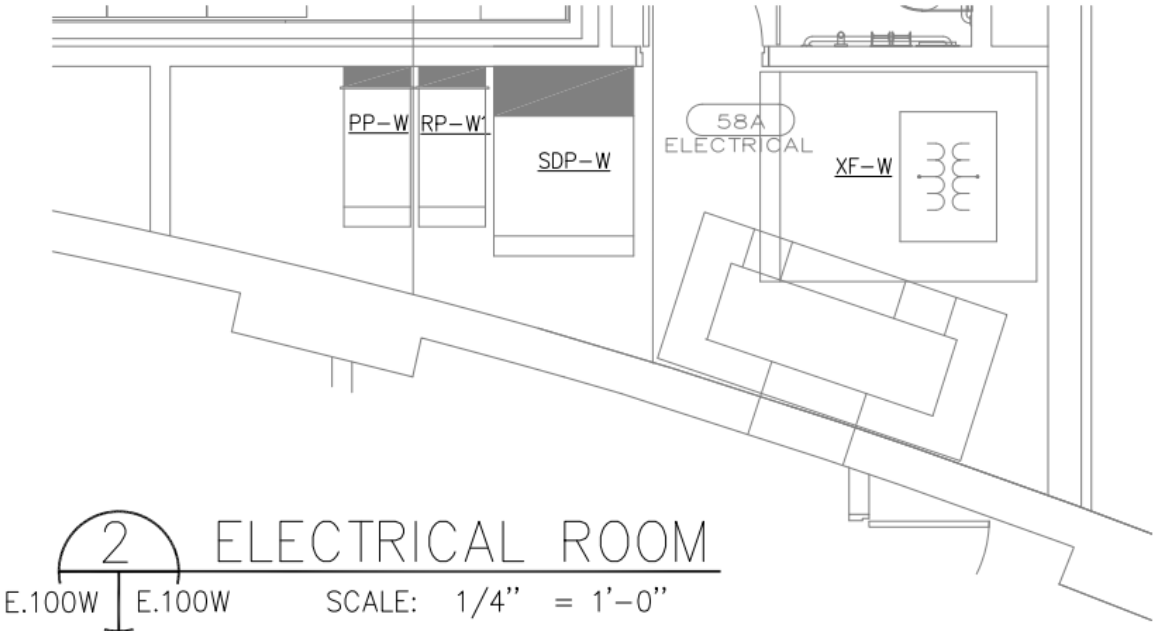 PP-W RP-W1
58A
ELECTRICAL
SDP-W
XF-W
2 ELECTRICAL ROOM
E.100W E.100W SCALE: 1/4" = 1'-0"